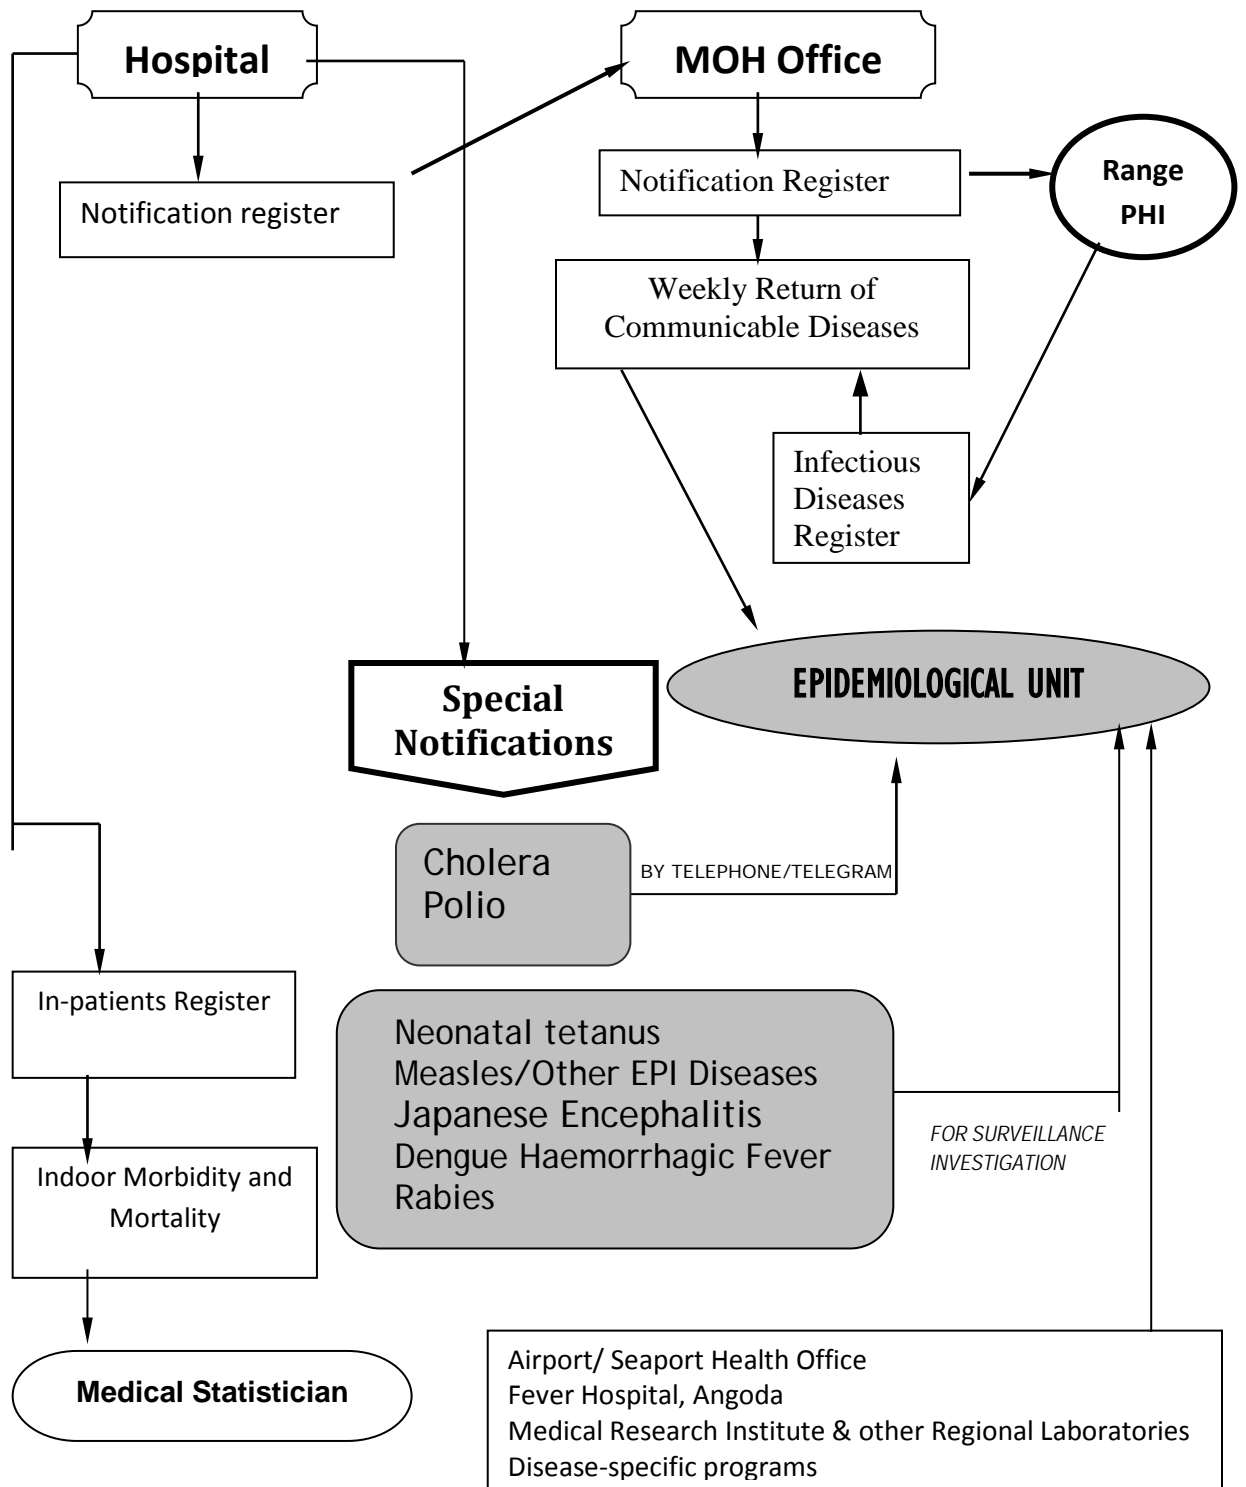 Hospital
MOH Office
Notification register
Notification Register
Range
PHI
Weekly Return of
Communicable Diseases
Infectious
Diseases
Register
EPIDEMIOLOGICAL UNIT
Special
Notifications
Cholera
Polio
BY TELEPHONE/TELEGRAM
In-patients Register
Neonatal tetanus
Measles/Other EPI Diseases
Japanese Encephalitis
Dengue Haemorrhagic Fever
Rabies
FOR SURVEILLANCE
INVESTIGATION
Indoor Morbidity and
Mortality
Medical Statistician
Airport/ Seaport Health Office
Fever Hospital, Angoda
Medical Research Institute & other Regional Laboratories
Disease-specific programs